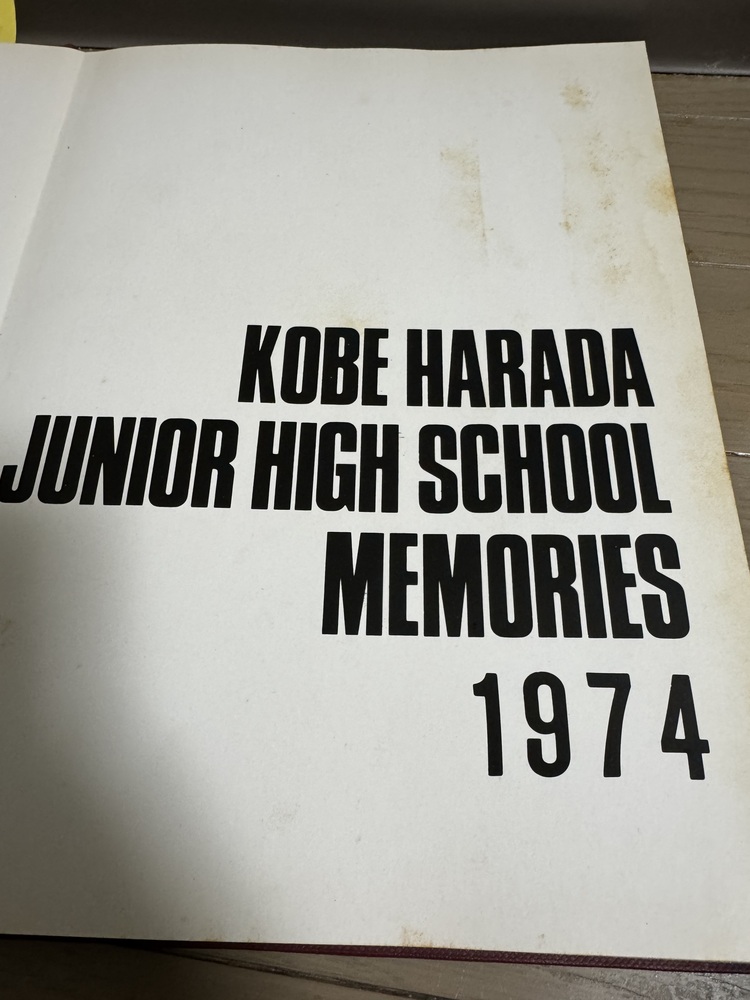 KOBE HARADA
JUNIOR HIGH SCHOOL
MEMORIES
1974